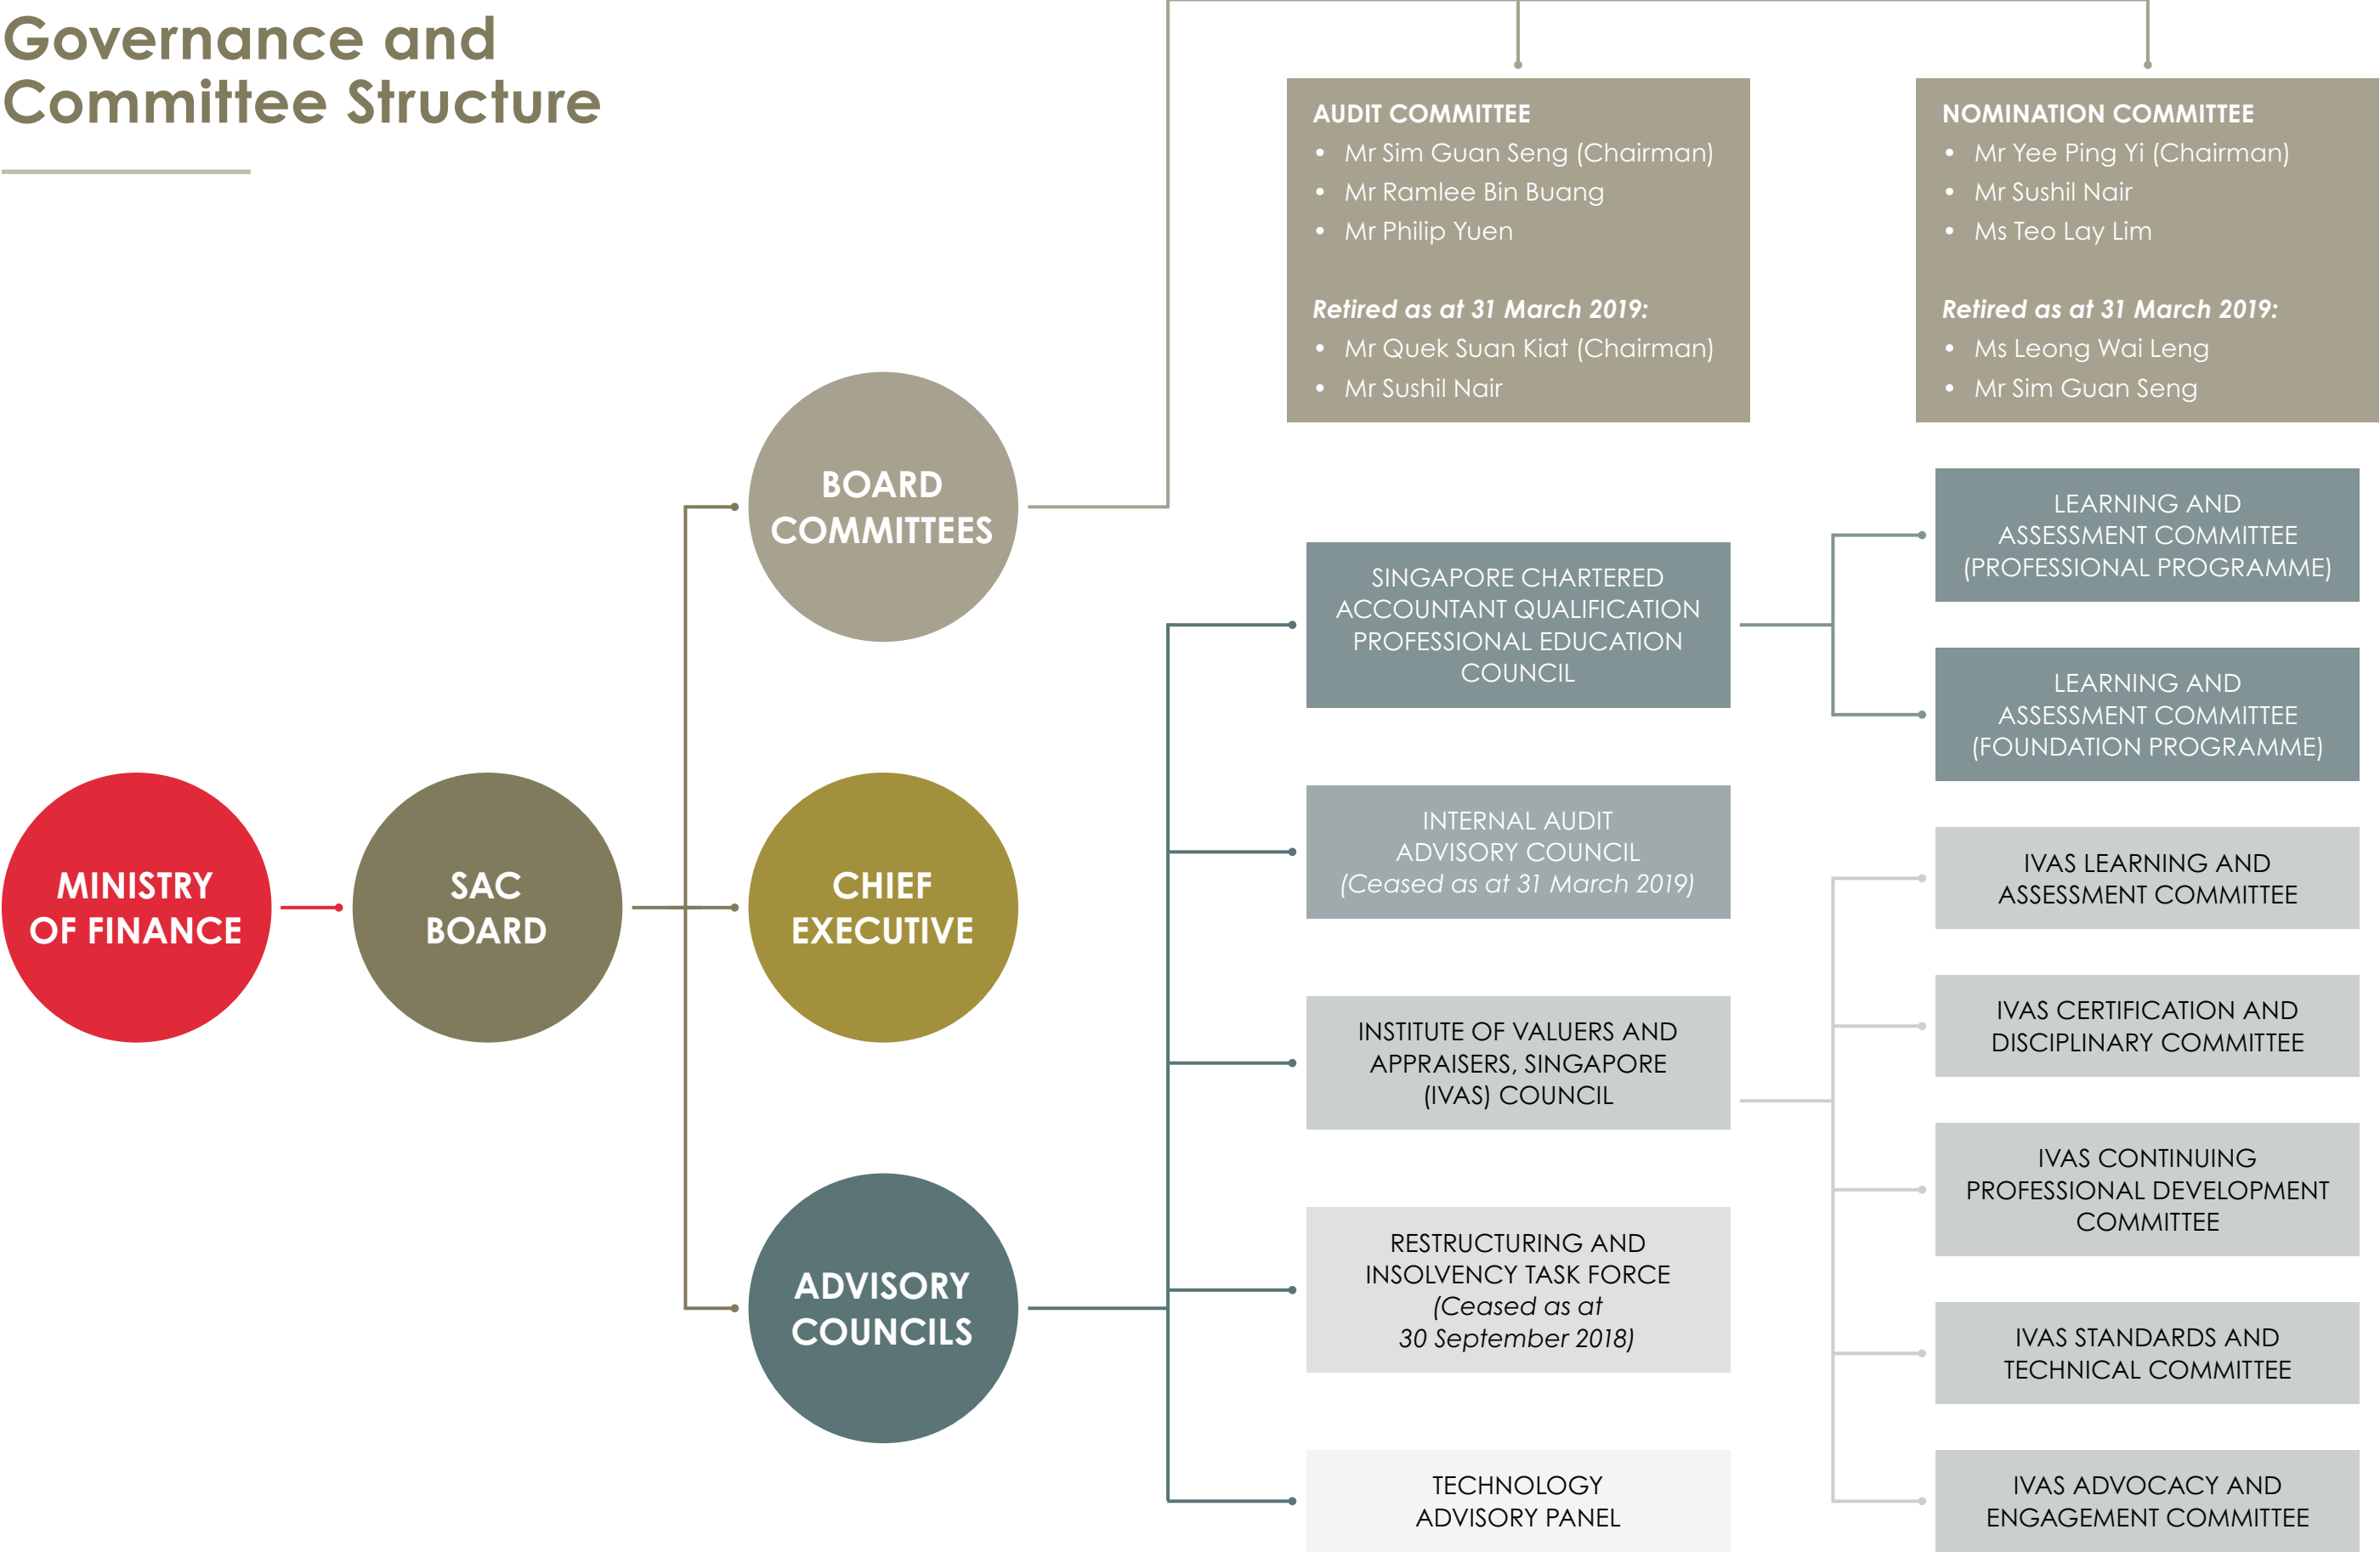 Governance and
Committee Structure
AUDIT COMMITTEE
• Mr Sim Guan Seng (Chairman)
• Mr Ramlee Bin Buang
• Mr Philip Yuen
Retired as at 31 March 2019:
• Mr Quek Suan Kiat (Chairman)
• Mr Sushil Nair
NOMINATION COMMITTEE
• Mr Yee Ping Yi (Chairman)
• Mr Sushil Nair
• Ms Teo Lay Lim
Retired as at 31 March 2019:
• Ms Leong Wai Leng
• Mr Sim Guan Seng
MINISTRY
OF FINANCE
SAC
BOARD
BOARD
COMMITTEES
CHIEF
EXECUTIVE
ADVISORY
COUNCILS
SINGAPORE CHARTERED
ACCOUNTANT QUALIFICATION
PROFESSIONAL EDUCATION
COUNCIL
LEARNING AND
ASSESSMENT COMMITTEE
(PROFESSIONAL PROGRAMME)
LEARNING AND
ASSESSMENT COMMITTEE
(FOUNDATION PROGRAMME)
INTERNAL AUDIT
ADVISORY COUNCIL
(Ceased as at 31 March 2019)
INSTITUTE OF VALUERS AND
APPRAISERS, SINGAPORE
(IVAS) COUNCIL
IVAS LEARNING AND
ASSESSMENT COMMITTEE
IVAS CERTIFICATION AND
DISCIPLINARY COMMITTEE
IVAS CONTINUING
PROFESSIONAL DEVELOPMENT
COMMITTEE
IVAS STANDARDS AND
TECHNICAL COMMITTEE
IVAS ADVOCACY AND
ENGAGEMENT COMMITTEE
RESTRUCTURING AND
INSOLVENCY TASK FORCE
(Ceased as at
30 September 2018)
TECHNOLOGY
ADVISORY PANEL